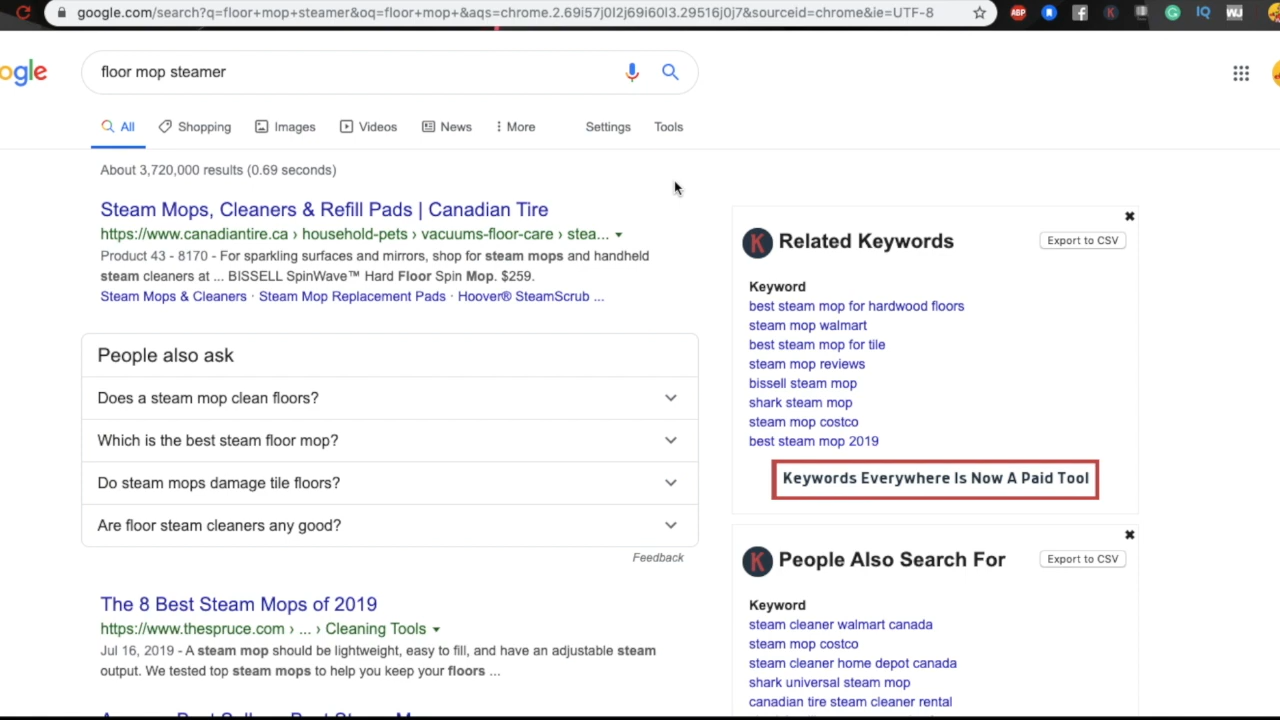 google.com/search?q=floor+mop+steamer&oq=floor+mop+&aqs=chrome.2.69i57j0l2j69i60l3.29516j0j7&sourceid=chrome&ie=UTF-8
ABP
IQ
WJ
ogle
floor mop steamer
All Shopping Images Videos News More Settings Tools
About 3,720,000 results (0.69 seconds)
Steam Mops, Cleaners & Refill Pads | Canadian Tire
https://www.canadiantire.ca › household-pets › vacuums-floor-care › stea...
Product 43 - 8170 - For sparkling surfaces and mirrors, shop for steam mops and handheld
steam cleaners at ... BISSELL SpinWave™ Hard Floor Spin Mop. $259.
Steam Mops & Cleaners · Steam Mop Replacement Pads · Hoover® SteamScrub ...
People also ask
Does a steam mop clean floors?
Which is the best steam floor mop?
Do steam mops damage tile floors?
Are floor steam cleaners any good?
Feedback
The 8 Best Steam Mops of 2019
https://www.thespruce.com › ... › Cleaning Tools
Jul 16, 2019 - A steam mop should be lightweight, easy to fill, and have an adjustable steam
output. We tested top steam mops to help you keep your floors ...
K Related Keywords
Export to CSV
Keyword
best steam mop for hardwood floors
steam mop walmart
best steam mop for tile
steam mop reviews
bissell steam mop
shark steam mop
steam mop costco
best steam mop 2019
Keywords Everywhere Is Now A Paid Tool
K People Also Search For
Export to CSV
Keyword
steam cleaner walmart canada
steam mop costco
steam cleaner home depot canada
shark universal steam mop
canadian tire steam cleaner rental